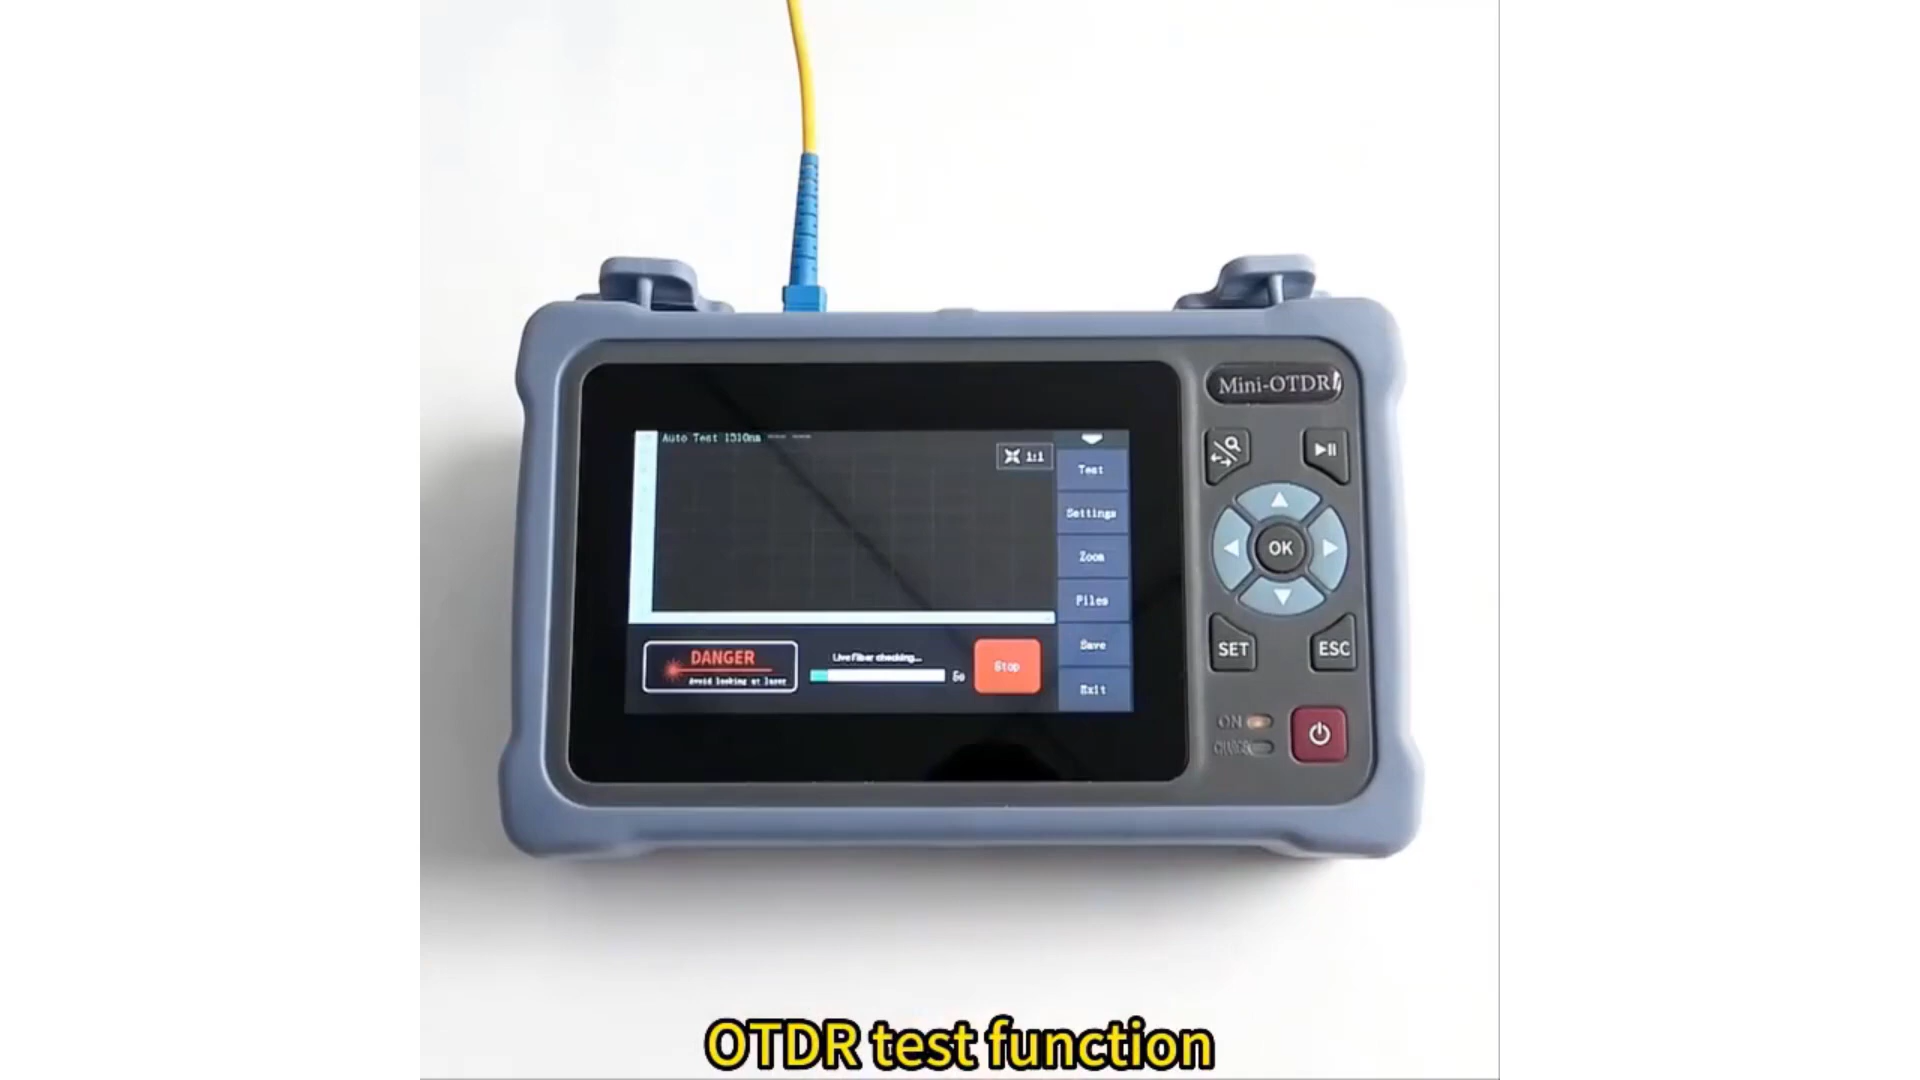 Mini-OTDR
Auto Test 1310nm
1:1
Test
Settings
Zoom
Files
Save
Exit
DANGER
Avoid looking at laser
Live Fiber checking...
Stop
OK
SET
ESC
ON
CHARGE
OTDR test function